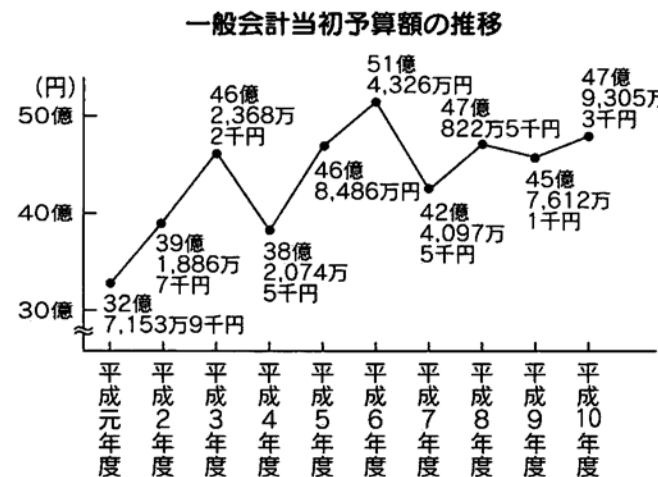 一般会計当初予算額の推移
(円)
50億
40億
30億
32億
7,153万9千円
39億
1,886万
7千円
46億
2,368万
2千円
38億
2,074万
5千円
46億
8,486万円
51億
4,326万円
42億
4,097万
5千円
47億
822万5千円
45億
7,612万
1千円
47億
9,305万
3千円
平成元年度
平成2年度
平成3年度
平成4年度
平成5年度
平成6年度
平成7年度
平成8年度
平成9年度
平成10年度